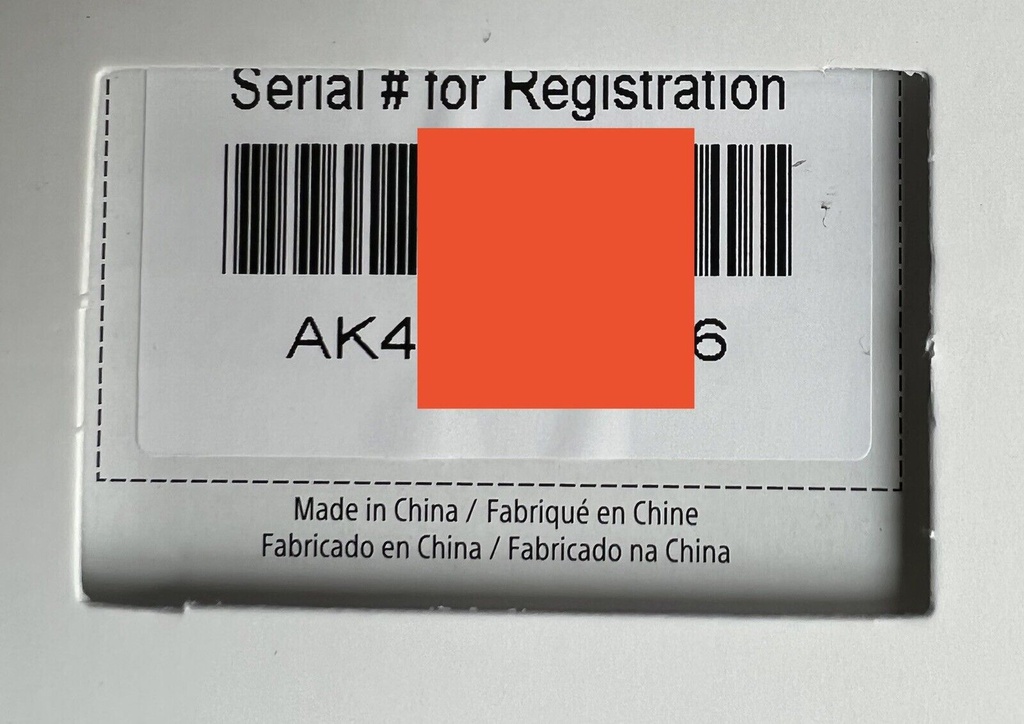 Serial # for Registration
AK4 6
Made in China / Fabriqué en Chine
Fabricado en China / Fabricado na China